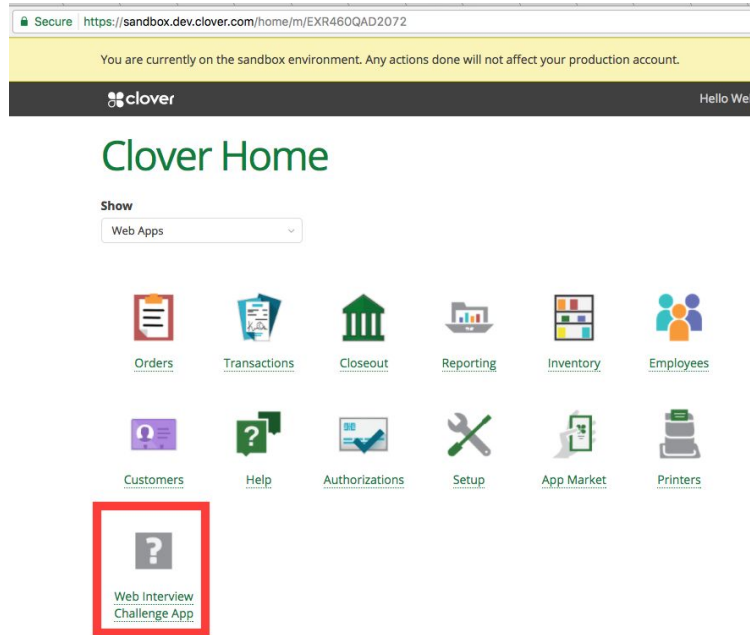 Secure https://sandbox.dev.clover.com/home/m/EXR460QAD2072
You are currently on the sandbox environment. Any actions done will not affect your production account.
clover Hello We
Clover Home
Show
Web Apps
Orders Transactions Closeout Reporting Inventory Employees
Customers Help Authorizations Setup App Market Printers
Web Interview
Challenge App